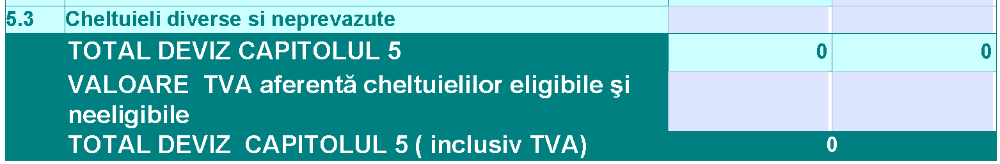 5.3 Cheltuieli diverse si neprevazute
TOTAL DEVIZ CAPITOLUL 5 0 0
VALOARE TVA aferentă cheltuielilor eligibile şi
neeligibile
TOTAL DEVIZ CAPITOLUL 5 ( inclusiv TVA) 0